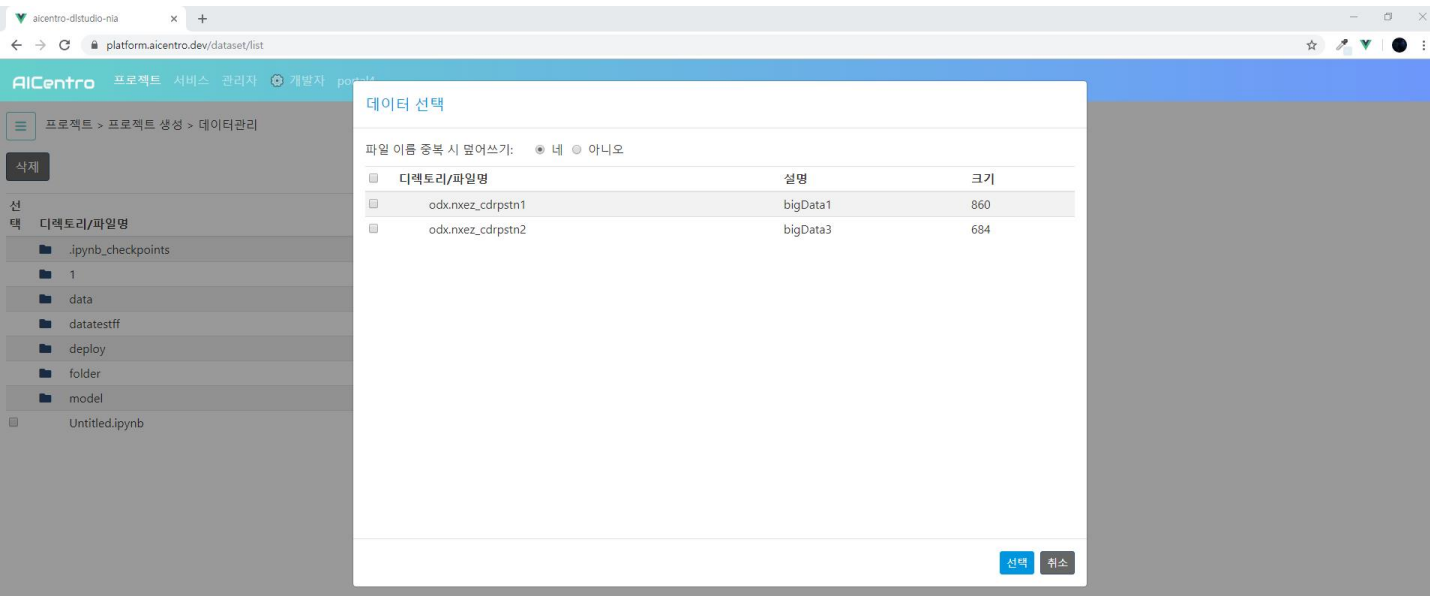 aicentro-dlstudio-nia
platform.aicentro.dev/dataset/list
AICentro 프로젝트 서비스 관리자 개발자
프로젝트 > 프로젝트 생성 > 데이터관리
삭제
선택 디렉토리/파일명
.ipynb_checkpoints
1
data
datatestff
deploy
folder
model
Untitled.ipynb
데이터 선택
파일 이름 중복 시 덮어쓰기: 네 아니오
디렉토리/파일명 설명 크기
odx.nxez_cdrpstn1 bigData1 860
odx.nxez_cdrpstn2 bigData3 684
선택 취소